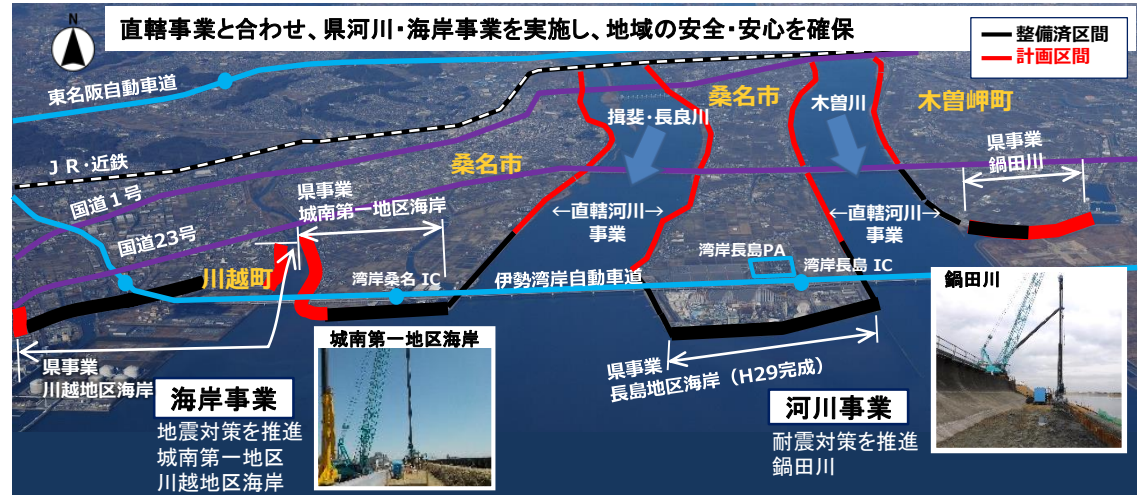 直轄事業と合わせ、県河川・海岸事業を実施し、地域の安全・安心を確保
N
整備済区間
計画区間
東名阪自動車道
JR・近鉄
国道1号
国道23号
桑名市
桑名市
木曽岬町
揖斐・長良川
木曽川
県事業
鍋田川
県事業
城南第一地区海岸
←直轄河川→
事業
←直轄河川→
事業
川越町
湾岸桑名 IC
伊勢湾岸自動車道
湾岸長島PA
湾岸長島 IC
県事業
川越地区海岸
県事業
長島地区海岸（H29完成）
城南第一地区海岸
鍋田川
海岸事業
地震対策を推進
城南第一地区
川越地区海岸
河川事業
耐震対策を推進
鍋田川